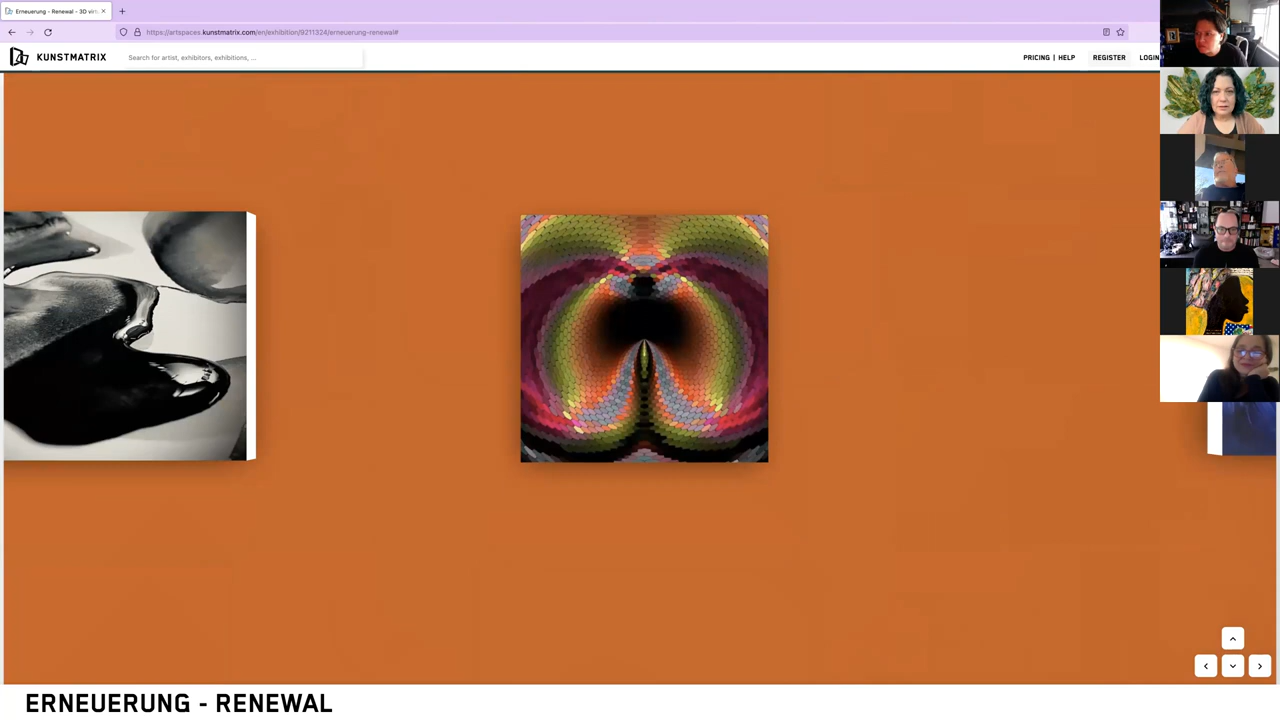 Erneuerung - Renewal - 3D virt
https://artspaces.kunstmatrix.com/en/exhibition/9211324/erneuerung-renewal#
KUNSTMATRIX
Search for artist, exhibitors, exhibitions, ...
PRICING | HELP
REGISTER
LOGIN
ERNEUERUNG - RENEWAL